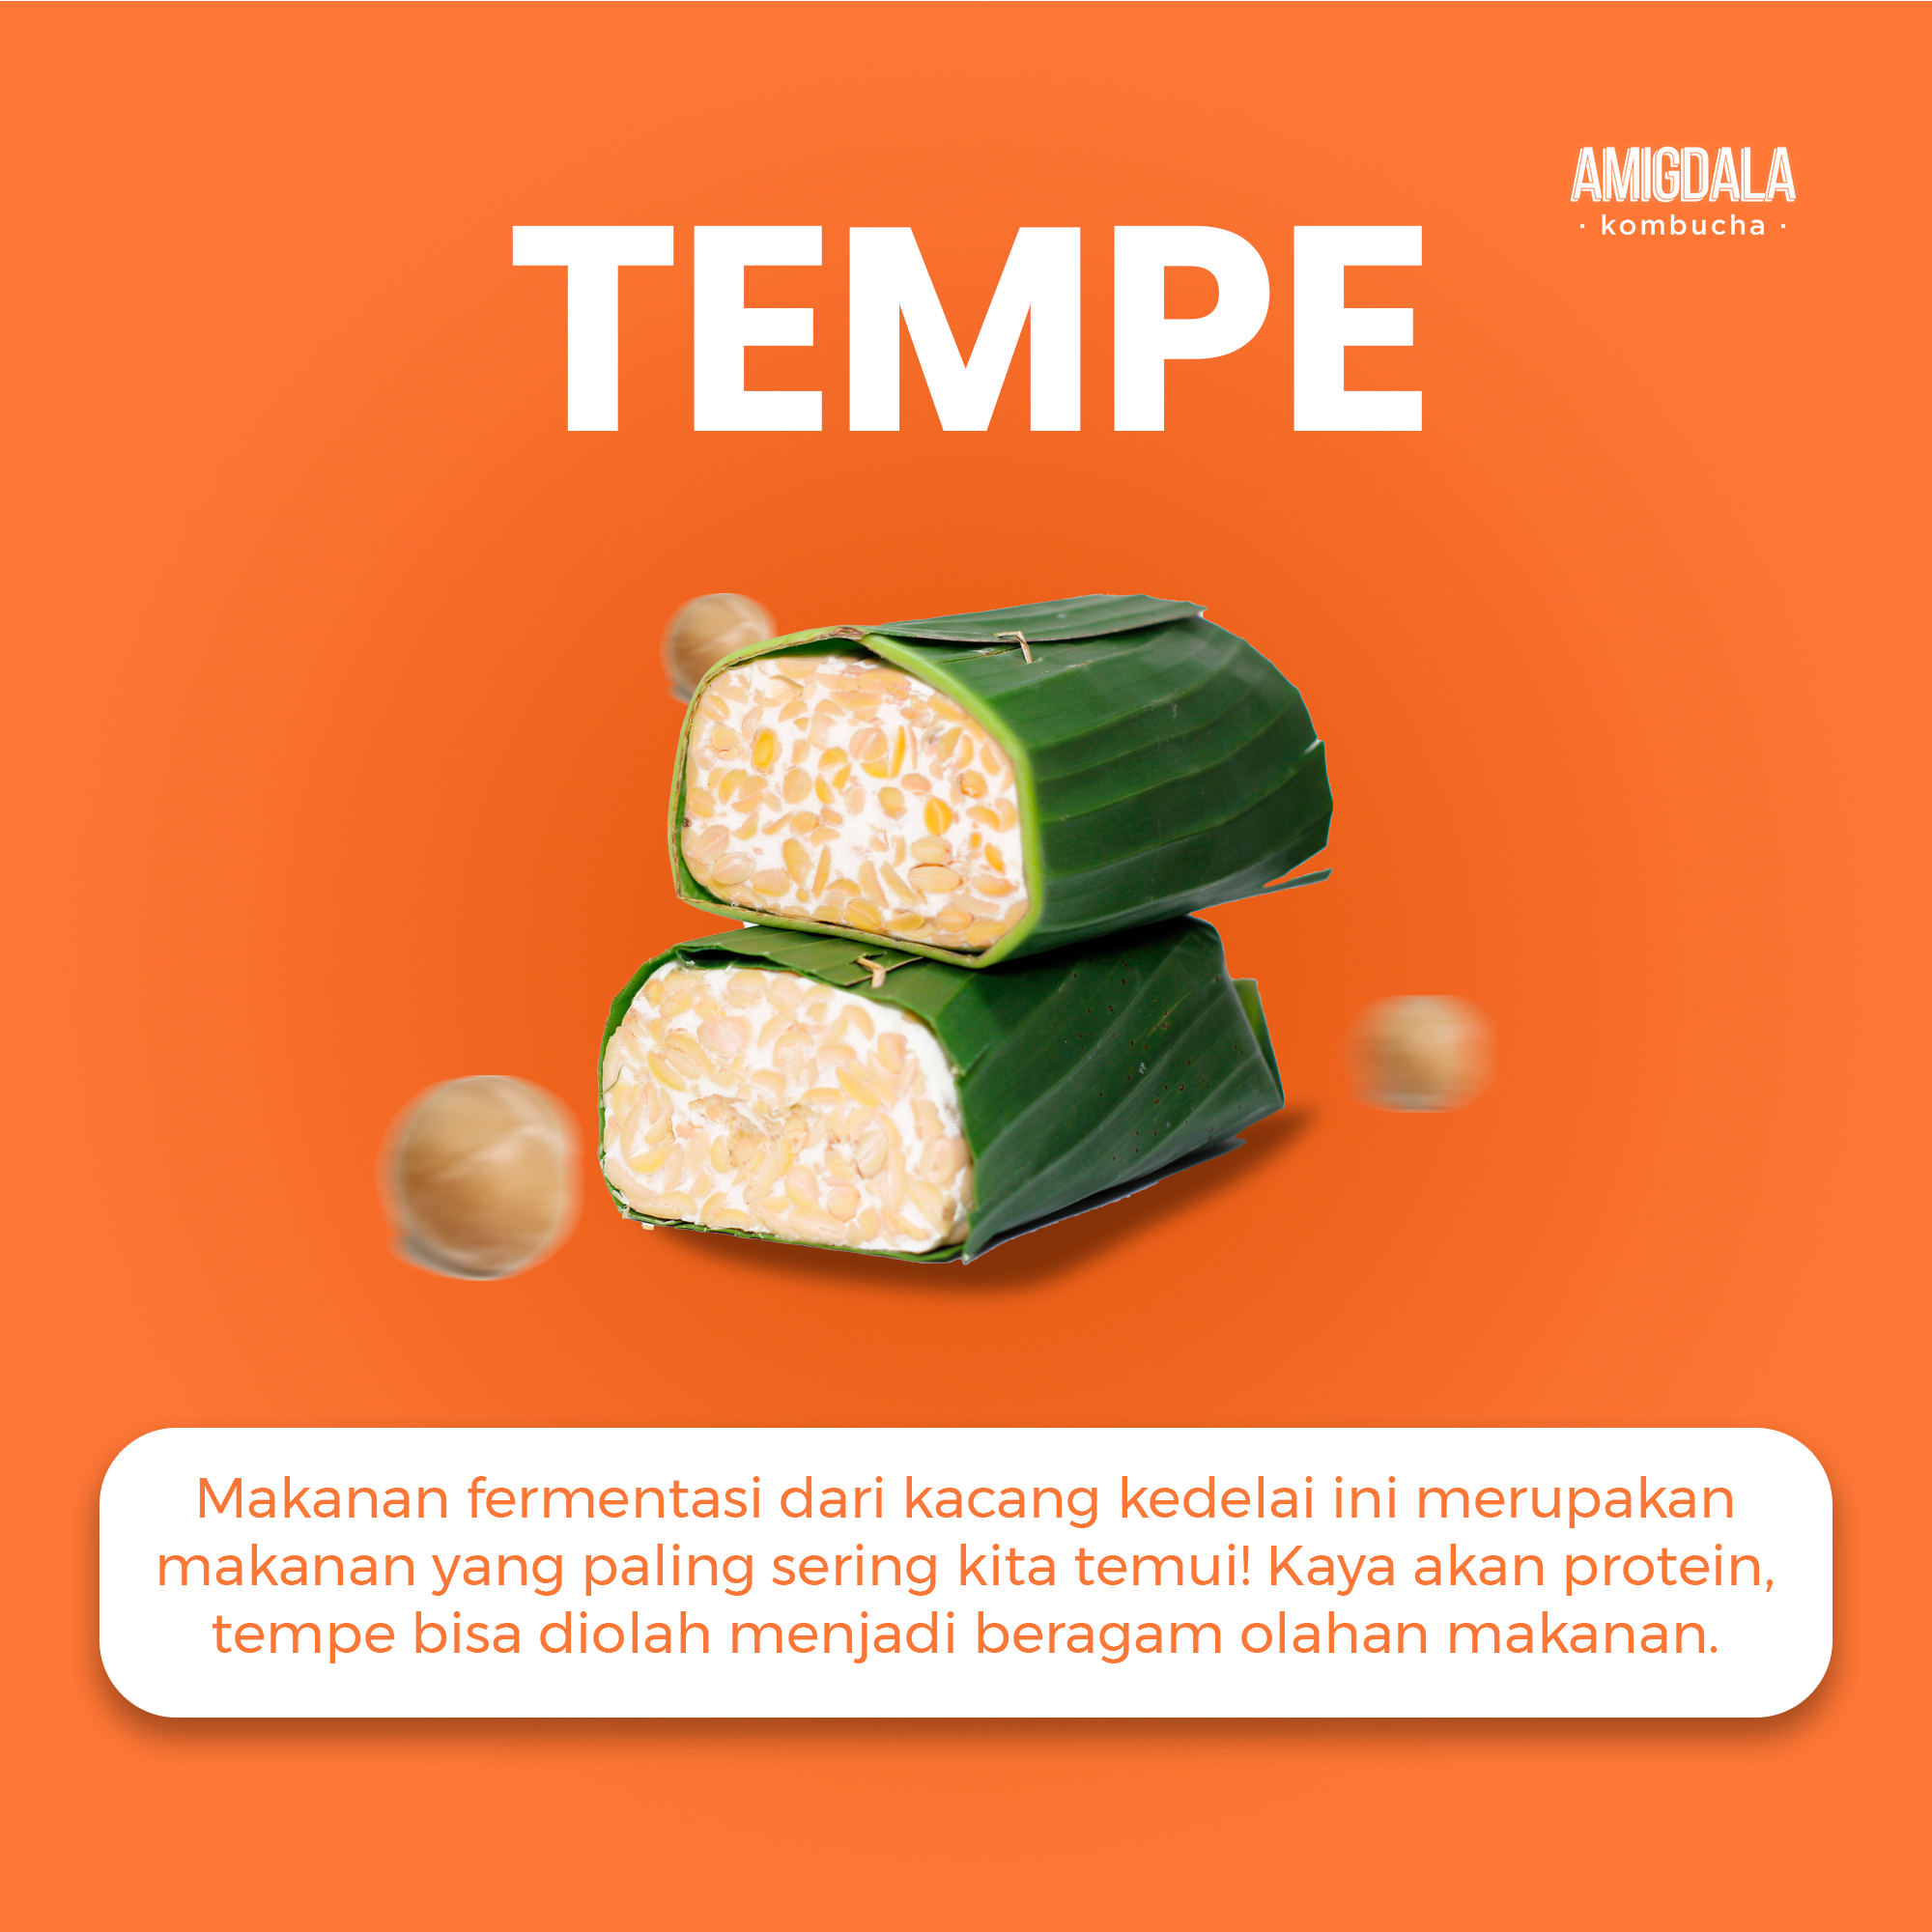 AMIGDALA
· kombucha ·
TEMPE
Makanan fermentasi dari kacang kedelai ini merupakan
makanan yang paling sering kita temui! Kaya akan protein,
tempe bisa diolah menjadi beragam olahan makanan.